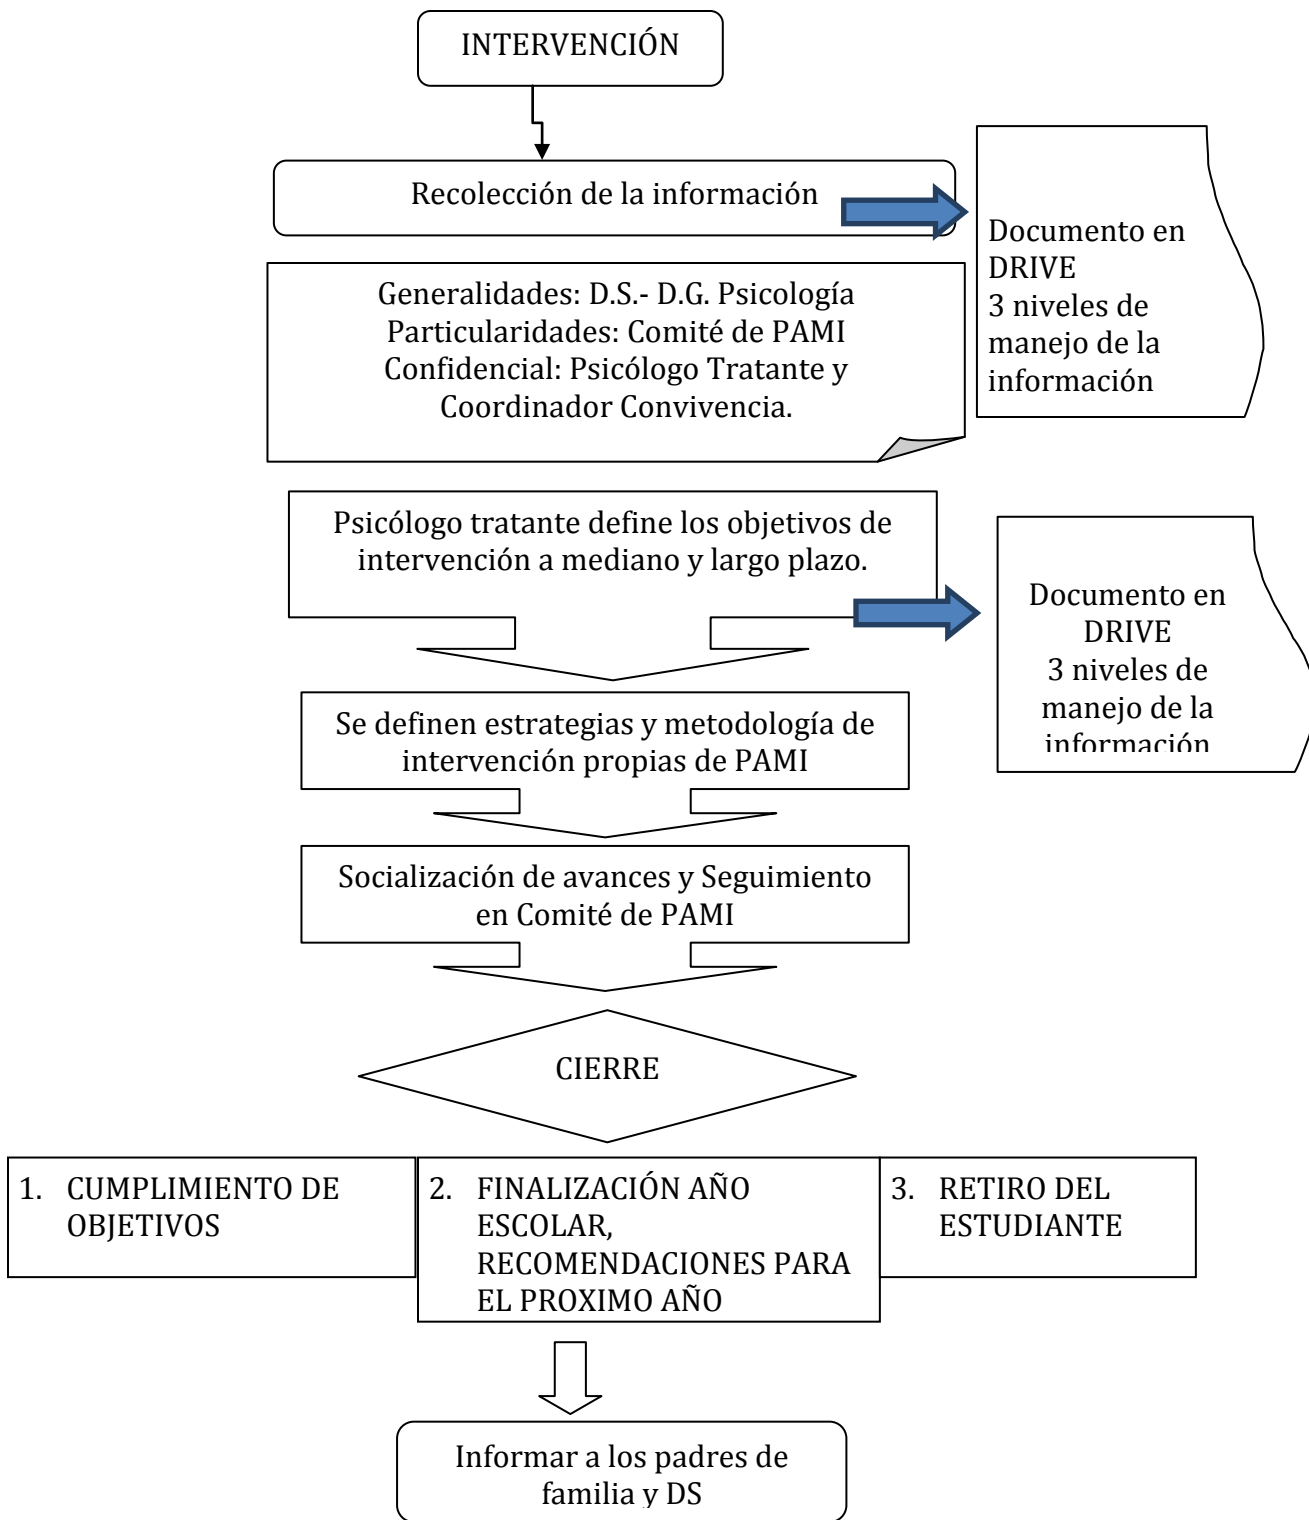 INTERVENCIÓN
Recolección de la información
Documento en
DRIVE
3 niveles de
manejo de la
información
Generalidades: D.S.- D.G. Psicología
Particularidades: Comité de PAMI
Confidencial: Psicólogo Tratante y
Coordinador Convivencia.
Psicólogo tratante define los objetivos de
intervención a mediano y largo plazo.
Documento en
DRIVE
3 niveles de
manejo de la
información
Se definen estrategias y metodología de
intervención propias de PAMI
Socialización de avances y Seguimiento
en Comité de PAMI
CIERRE
1. CUMPLIMIENTO DE
OBJETIVOS
2. FINALIZACIÓN AÑO
ESCOLAR,
RECOMENDACIONES PARA
EL PROXIMO AÑO
3. RETIRO DEL
ESTUDIANTE
Informar a los padres de
familia y DS